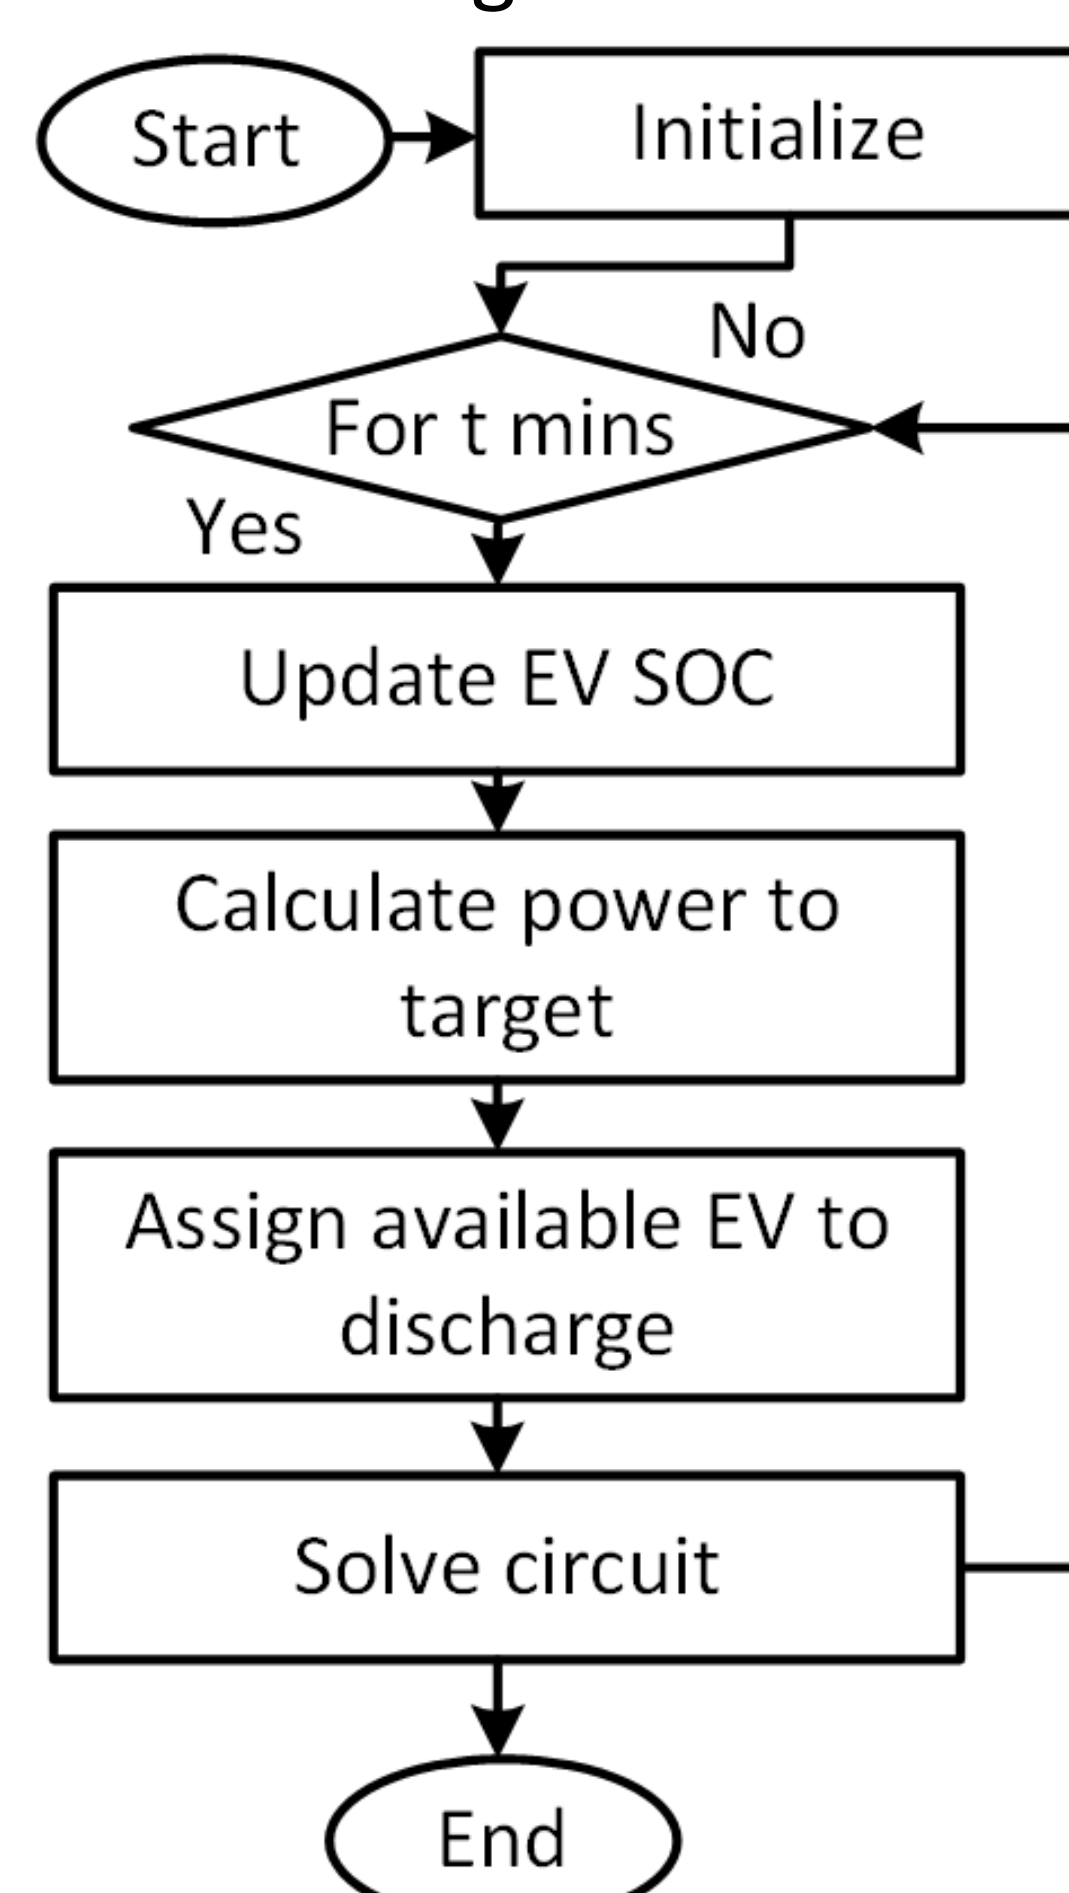 Start
Initialize
No
For t mins
Yes
Update EV SOC
Calculate power to
target
Assign available EV to
discharge
Solve circuit
End